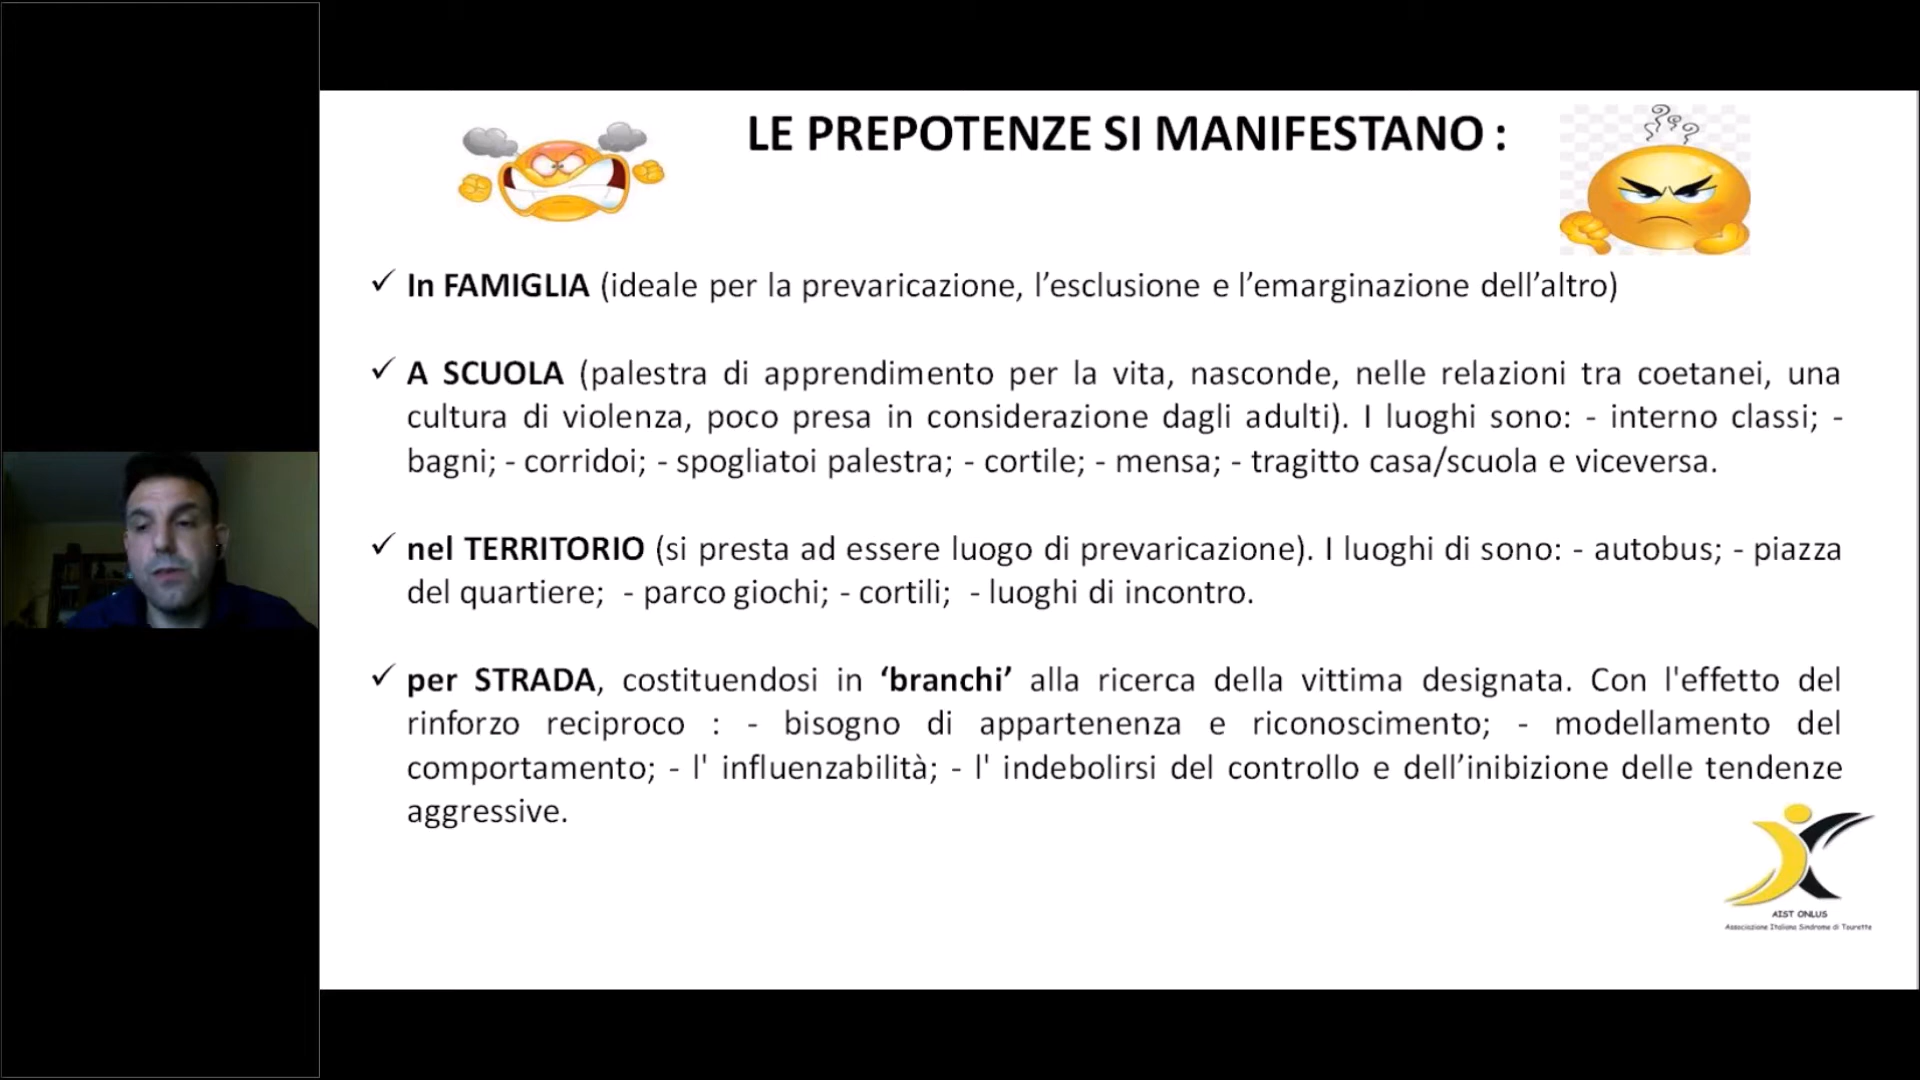 LE PREPOTENZE SI MANIFESTANO :
✓ In FAMIGLIA (ideale per la prevaricazione, l’esclusione e l’emarginazione dell’altro)
✓ A SCUOLA (palestra di apprendimento per la vita, nasconde, nelle relazioni tra coetanei, una
cultura di violenza, poco presa in considerazione dagli adulti). I luoghi sono: - interno classi; -
bagni; - corridoi; - spogliatoi palestra; - cortile; - mensa; - tragitto casa/scuola e viceversa.
✓ nel TERRITORIO (si presta ad essere luogo di prevaricazione). I luoghi di sono: - autobus; - piazza
del quartiere;  - parco giochi; - cortili;  - luoghi di incontro.
✓ per STRADA, costituendosi in ‘branchi’ alla ricerca della vittima designata. Con l'effetto del
rinforzo reciproco : - bisogno di appartenenza e riconoscimento; - modellamento del
comportamento; - l' influenzabilità; - l' indebolirsi del controllo e dell’inibizione delle tendenze
aggressive.
AIST ONLUS
Associazione Italiana Sindrome di Tourette